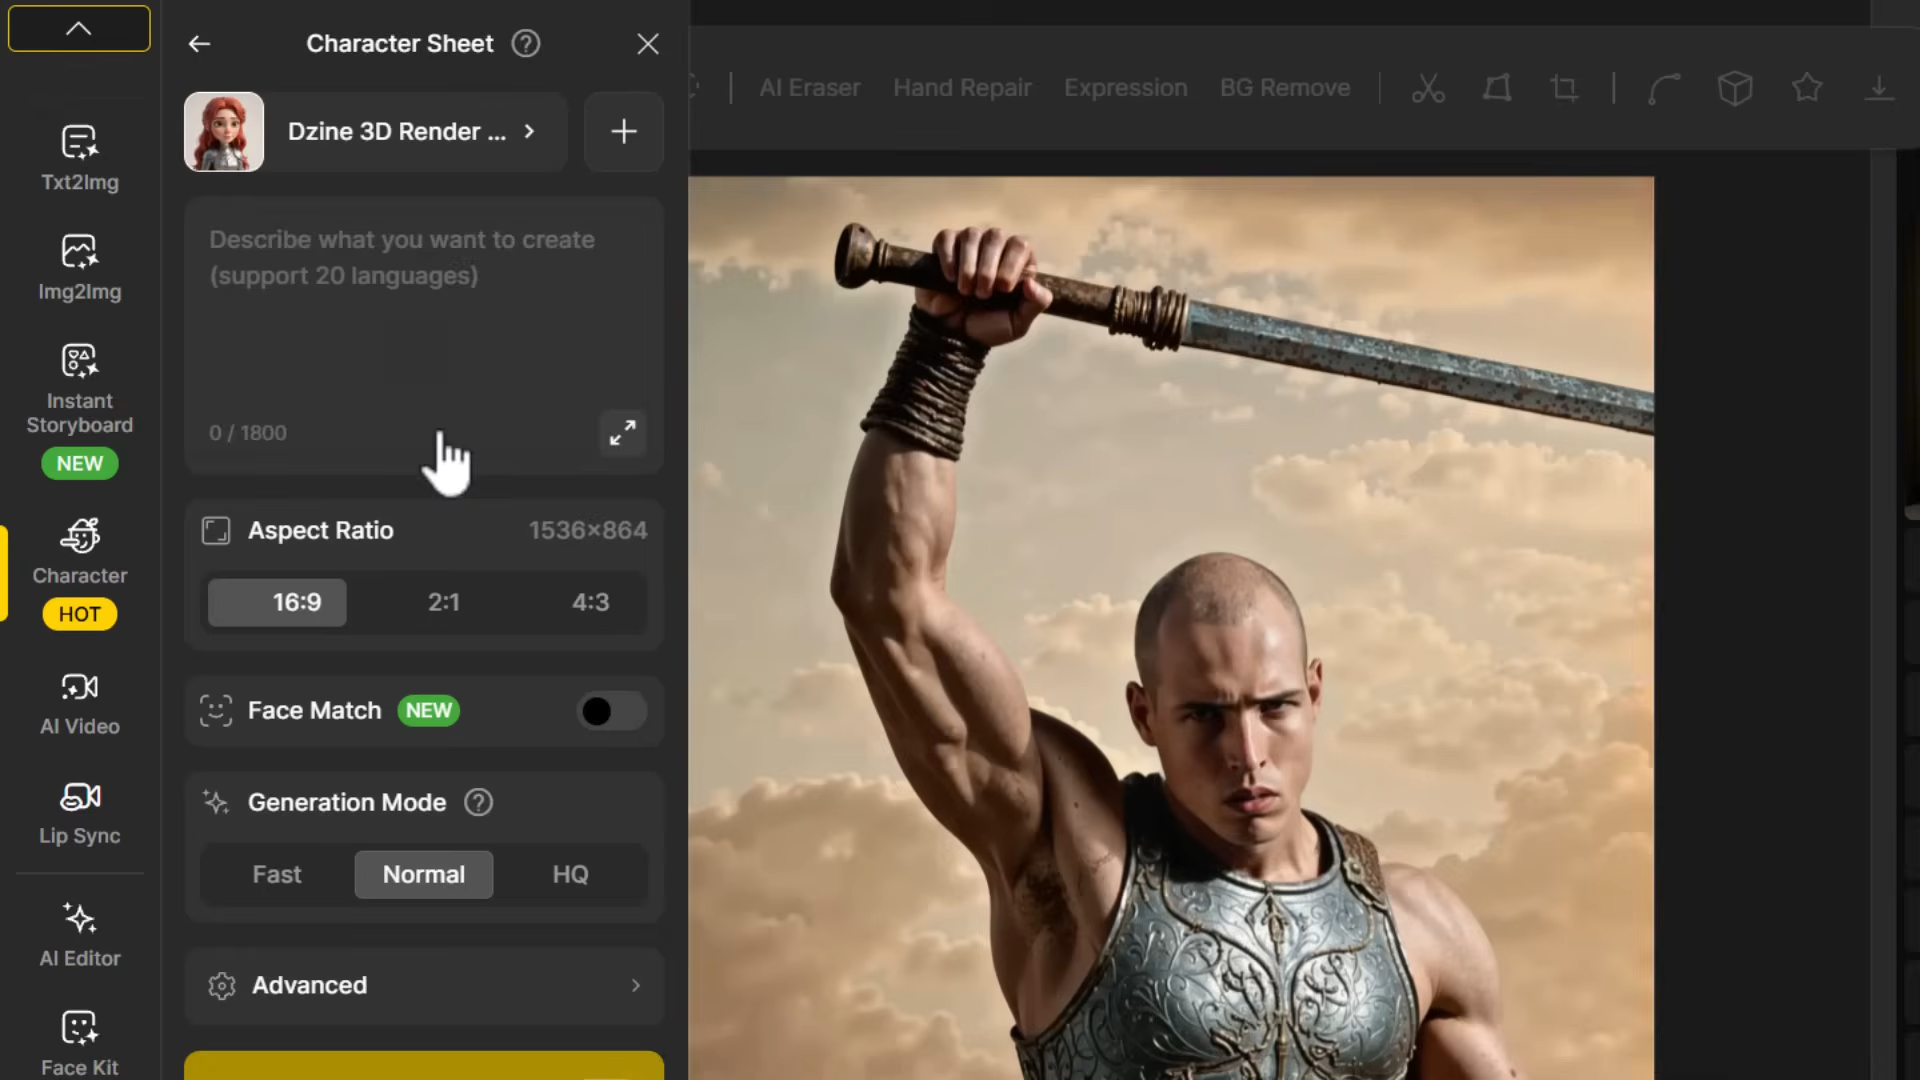 Character Sheet
AI Eraser Hand Repair Expression BG Remove
Dzine 3D Render ...
Txt2Img
Describe what you want to create
(support 20 languages)
0 / 1800
Img2Img
Instant
Storyboard
NEW
Character
HOT
AI Video
Lip Sync
AI Editor
Face Kit
Aspect Ratio 1536×864
16:9 2:1 4:3
Face Match NEW
Generation Mode
Fast Normal HQ
Advanced